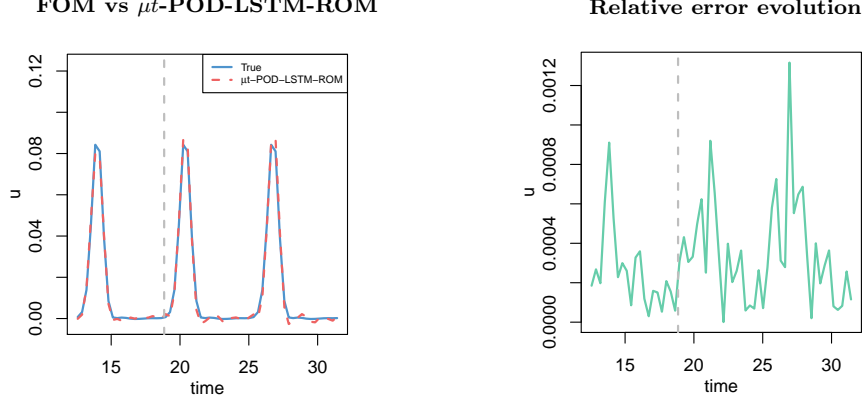 FOM vs μt-POD-LSTM-ROM
0.12
0.08
0.04
0.00
u
True
μt−POD−LSTM−ROM
15 20 25 30
time
Relative error evolution
0.0012
0.0008
0.0004
0.0000
u
15 20 25 30
time